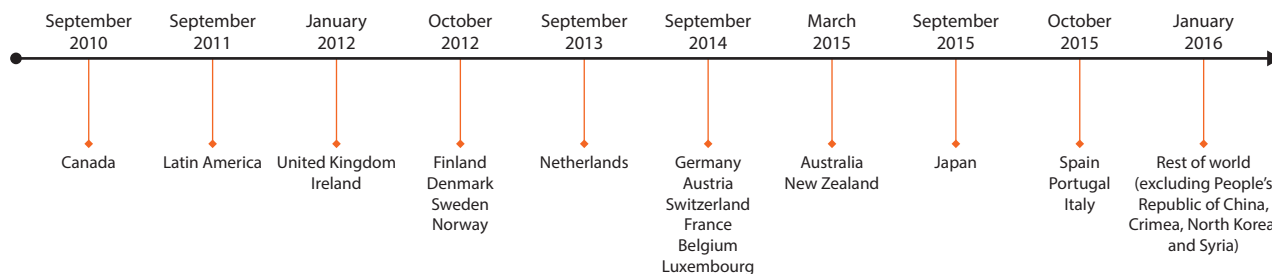 September
2010
September
2011
January
2012
October
2012
September
2013
September
2014
March
2015
September
2015
October
2015
January
2016
Canada
Latin America
United Kingdom
Ireland
Finland
Denmark
Sweden
Norway
Netherlands
Germany
Austria
Switzerland
France
Belgium
Luxembourg
Australia
New Zealand
Japan
Spain
Portugal
Italy
Rest of world
(excluding People's
Republic of China,
Crimea, North Korea
and Syria)